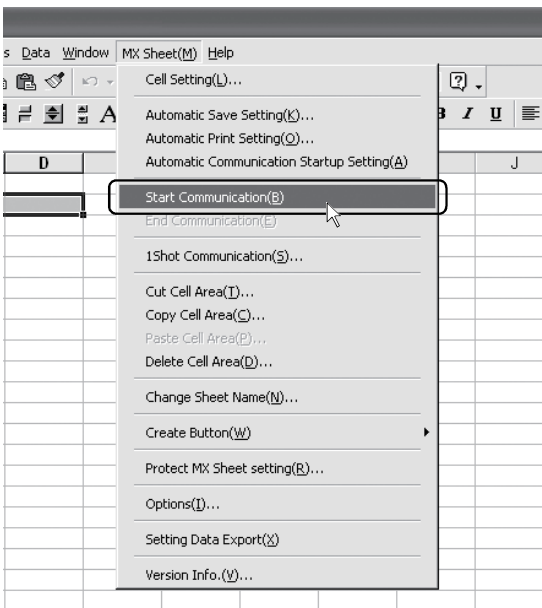 s Data Window MX Sheet(M) Help
A
I U
D J
Cell Setting(L)...
Automatic Save Setting(K)...
Automatic Print Setting(O)...
Automatic Communication Startup Setting(A)
Start Communication(B)
End Communication(E)
1Shot Communication(S)...
Cut Cell Area(T)...
Copy Cell Area(C)...
Paste Cell Area(P)...
Delete Cell Area(D)...
Change Sheet Name(N)...
Create Button(W)
Protect MX Sheet setting(R)...
Options(I)...
Setting Data Export(X)
Version Info.(V)...